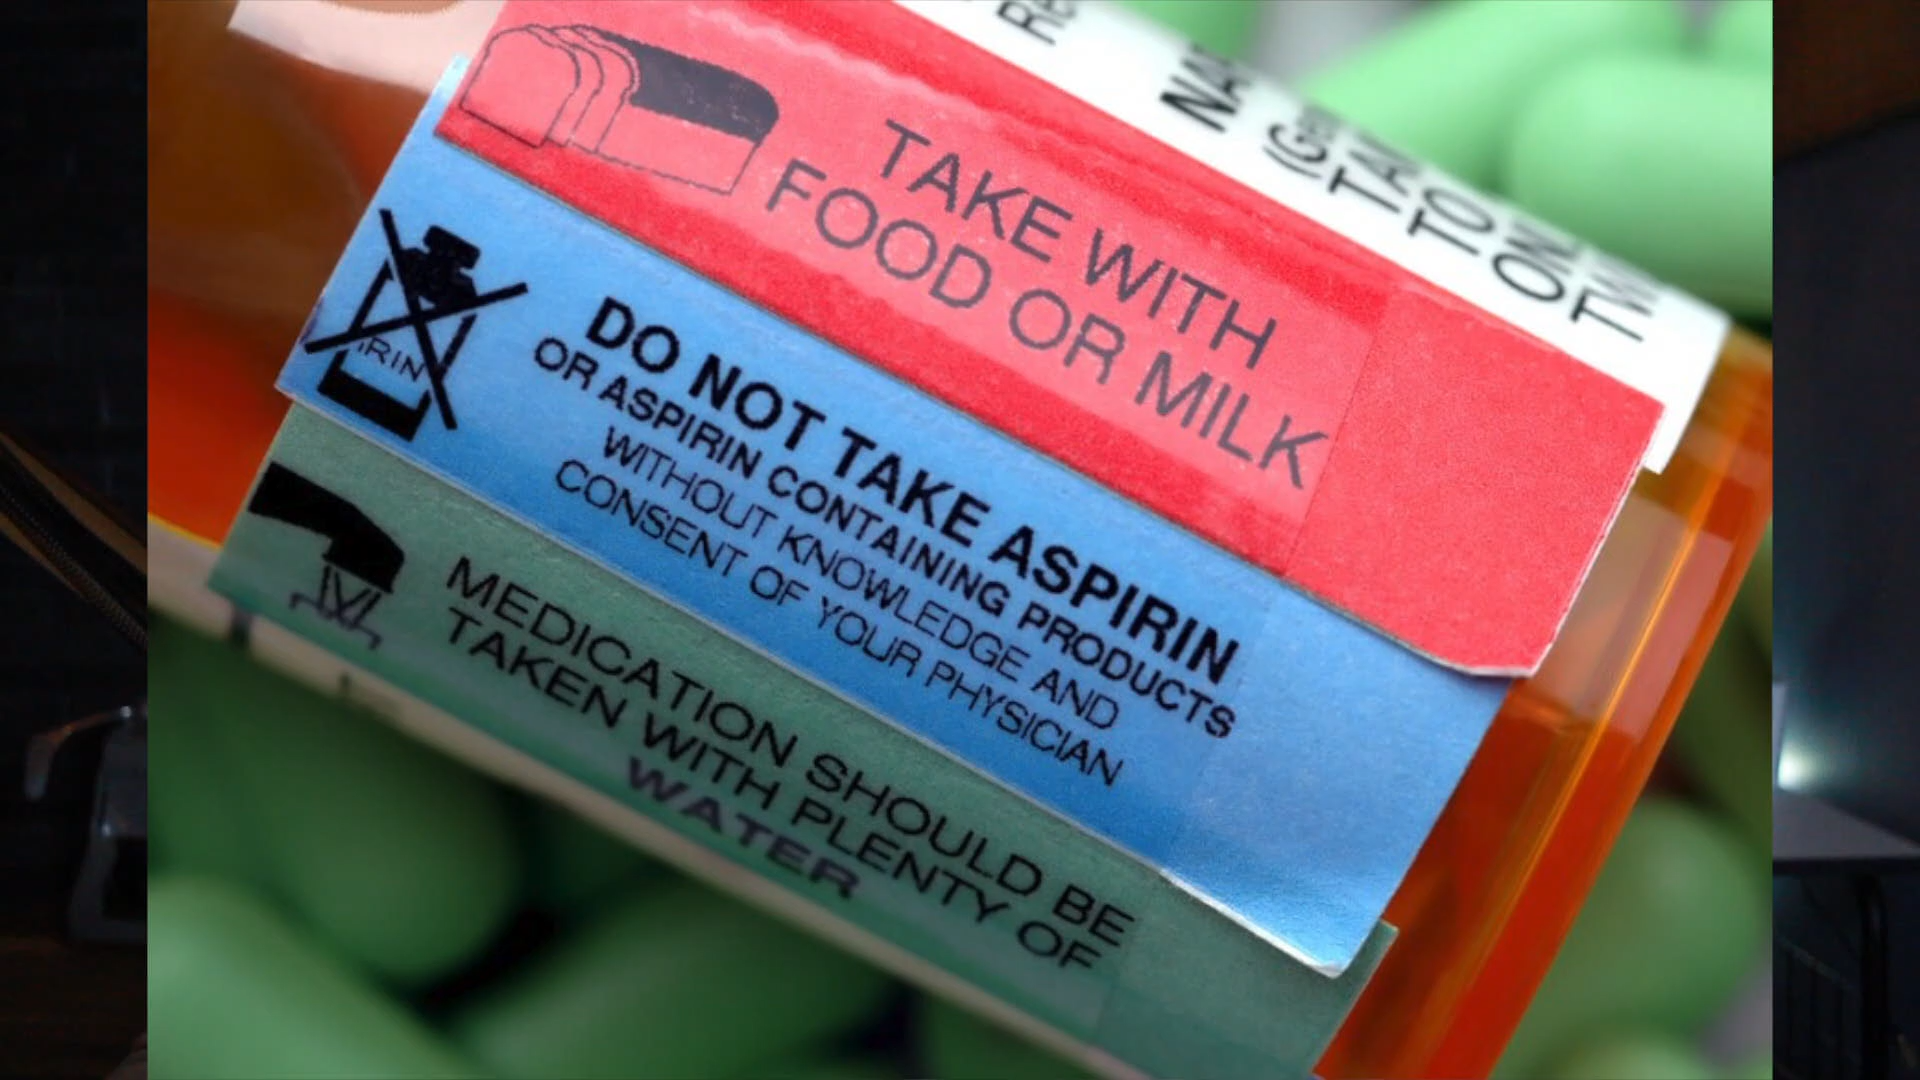 TAKE WITH
FOOD OR MILK
DO NOT TAKE ASPIRIN
OR ASPIRIN CONTAINING PRODUCTS
WITHOUT KNOWLEDGE AND
CONSENT OF YOUR PHYSICIAN
MEDICATION SHOULD BE
TAKEN WITH PLENTY OF
WATER